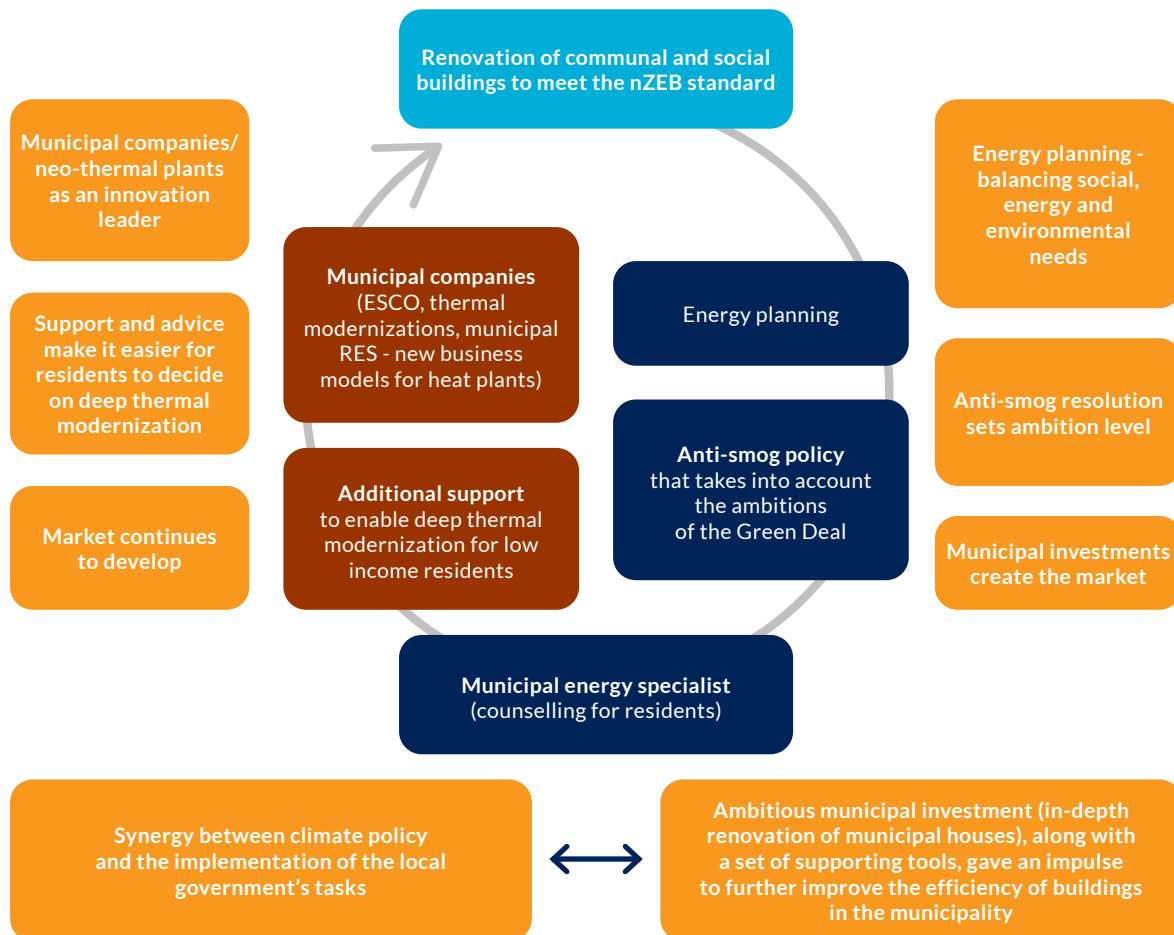 Renovation of communal and social
buildings to meet the nZEB standard
Municipal companies/
neo-thermal plants
as an innovation
leader
Support and advice
make it easier for
residents to decide
on deep thermal
modernization
Market continues
to develop
Municipal companies
(ESCO, thermal
modernizations, municipal
RES - new business
models for heat plants)
Additional support
to enable deep thermal
modernization for low
income residents
Energy planning
Anti-smog policy
that takes into account
the ambitions
of the Green Deal
Energy planning -
balancing social,
energy and
environmental
needs
Anti-smog resolution
sets ambition level
Municipal investments
create the market
Municipal energy specialist
(counselling for residents)
Synergy between climate policy
and the implementation of the local
government’s tasks
Ambitious municipal investment (in-depth
renovation of municipal houses), along with
a set of supporting tools, gave an impulse
to further improve the efficiency of buildings
in the municipality